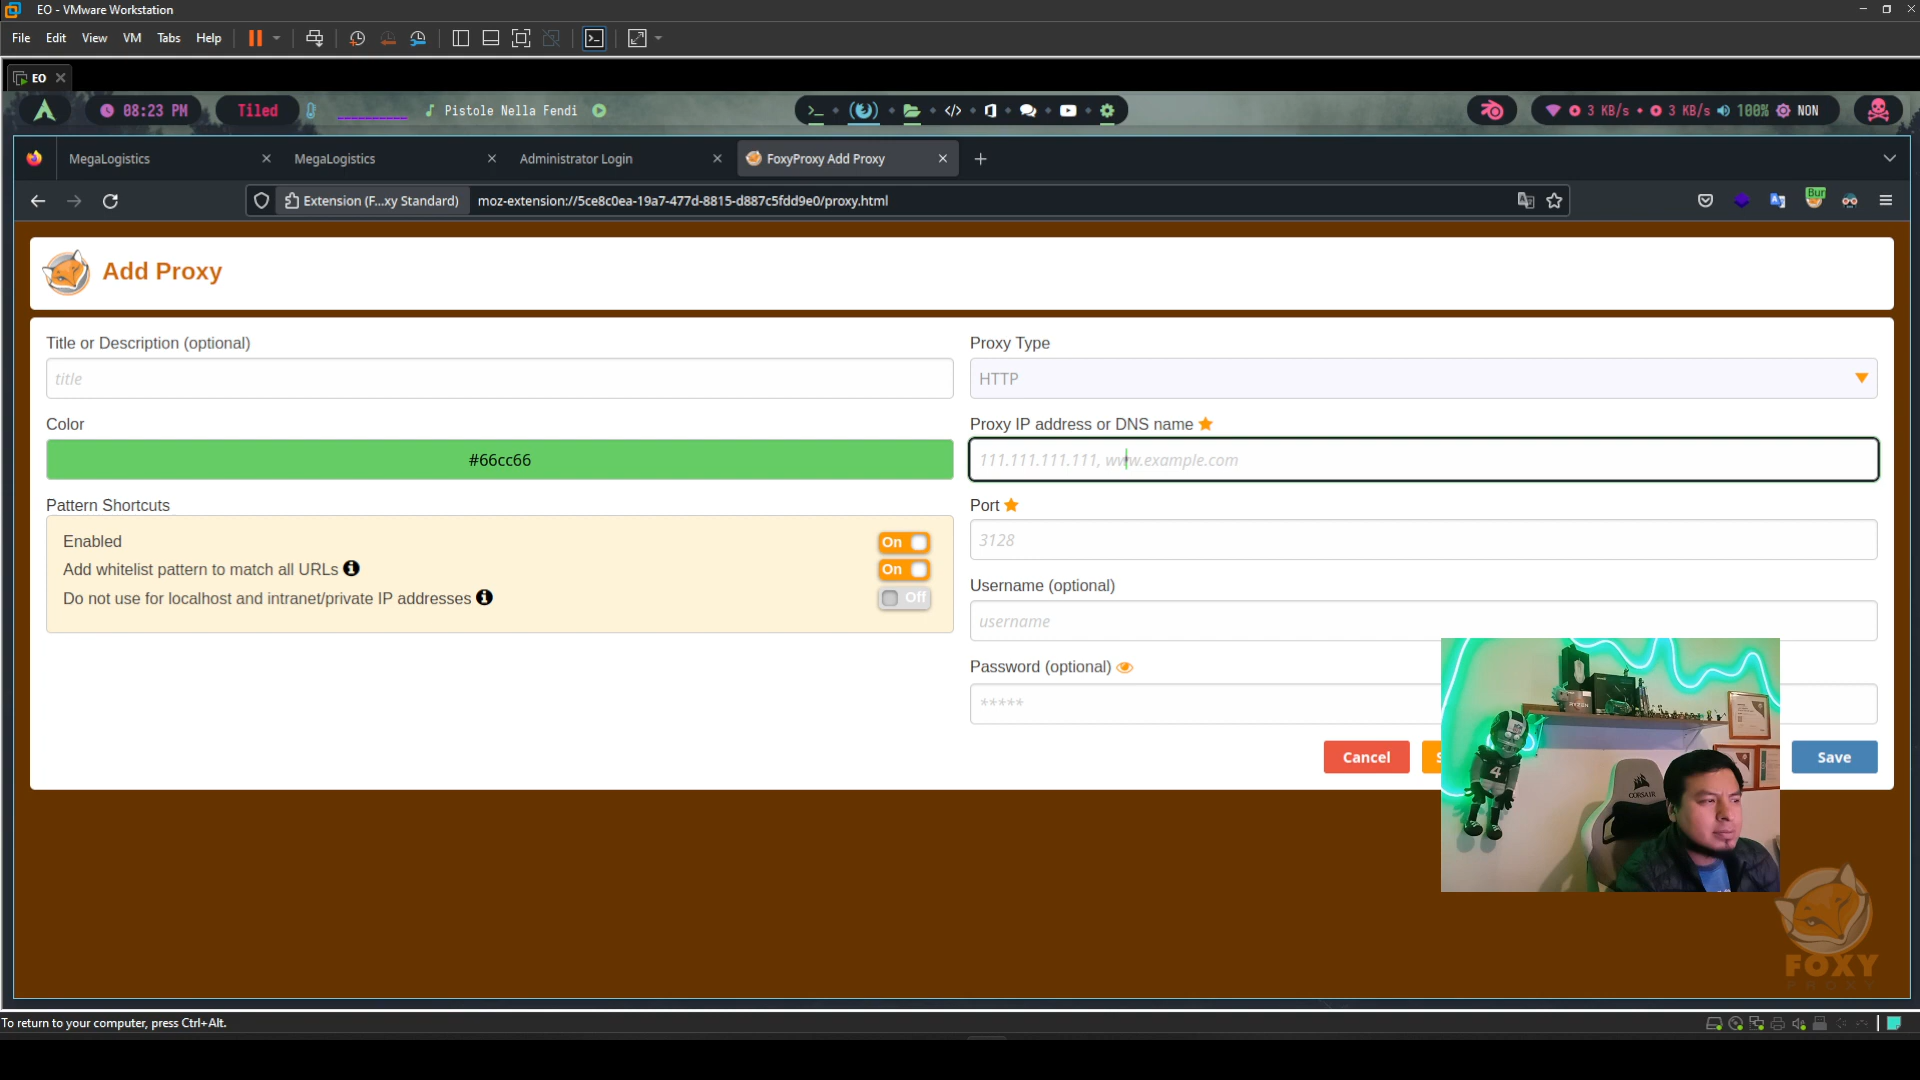 EO - VMware Workstation
File Edit View VM Tabs Help
EO
08:23 PM Tiled Pistole Nella Fendi 3 KB/s 3 KB/s 100% NON
MegaLogistics MegaLogistics Administrator Login FoxyProxy Add Proxy
Extension (F...xy Standard) moz-extension://5ce8c0ea-19a7-477d-8815-d887c5fdd9e0/proxy.html Bur
Add Proxy
Title or Description (optional)
title
Color
#66cc66
Pattern Shortcuts
Enabled On
Add whitelist pattern to match all URLs On
Do not use for localhost and intranet/private IP addresses Off
Proxy Type
HTTP
Proxy IP address or DNS name
111.111.111.111, www.example.com
Port
3128
Username (optional)
username
Password (optional)
*****
Cancel S Save
RYZEN
4
CORSAIR
FOXY
PROXY
To return to your computer, press Ctrl+Alt.